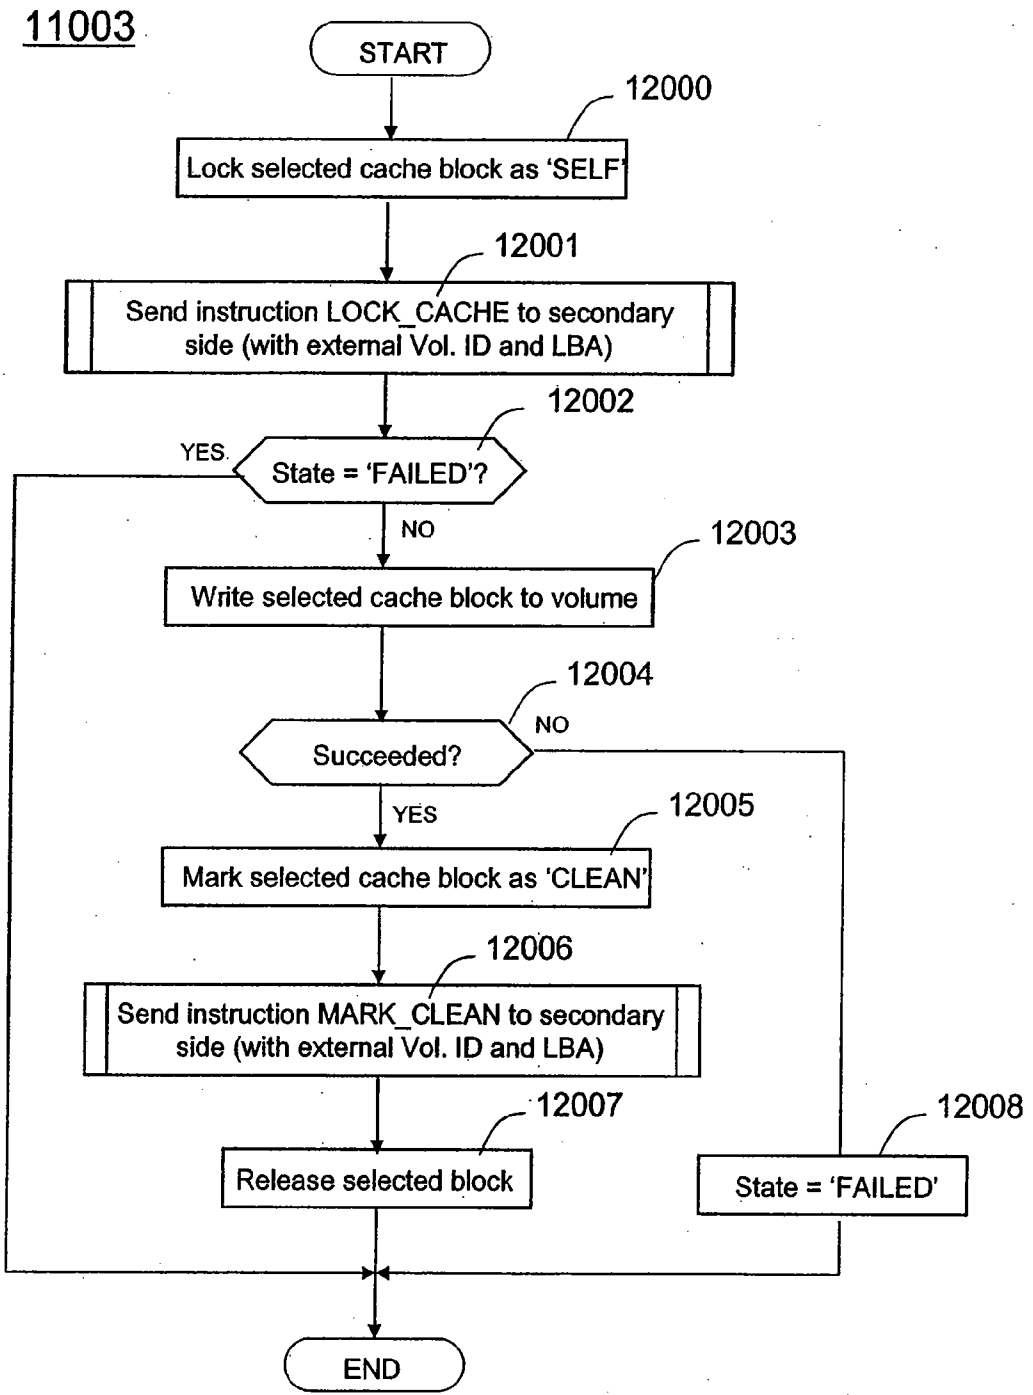 11003
START
12000
Lock selected cache block as ‘SELF’
12001
Send instruction LOCK_CACHE to secondary
side (with external Vol. ID and LBA)
12002
YES
State = ‘FAILED’?
NO
12003
Write selected cache block to volume
12004
NO
Succeeded?
YES
12005
Mark selected cache block as ‘CLEAN’
12006
Send instruction MARK_CLEAN to secondary
side (with external Vol. ID and LBA)
12007
Release selected block
12008
State = ‘FAILED’
END